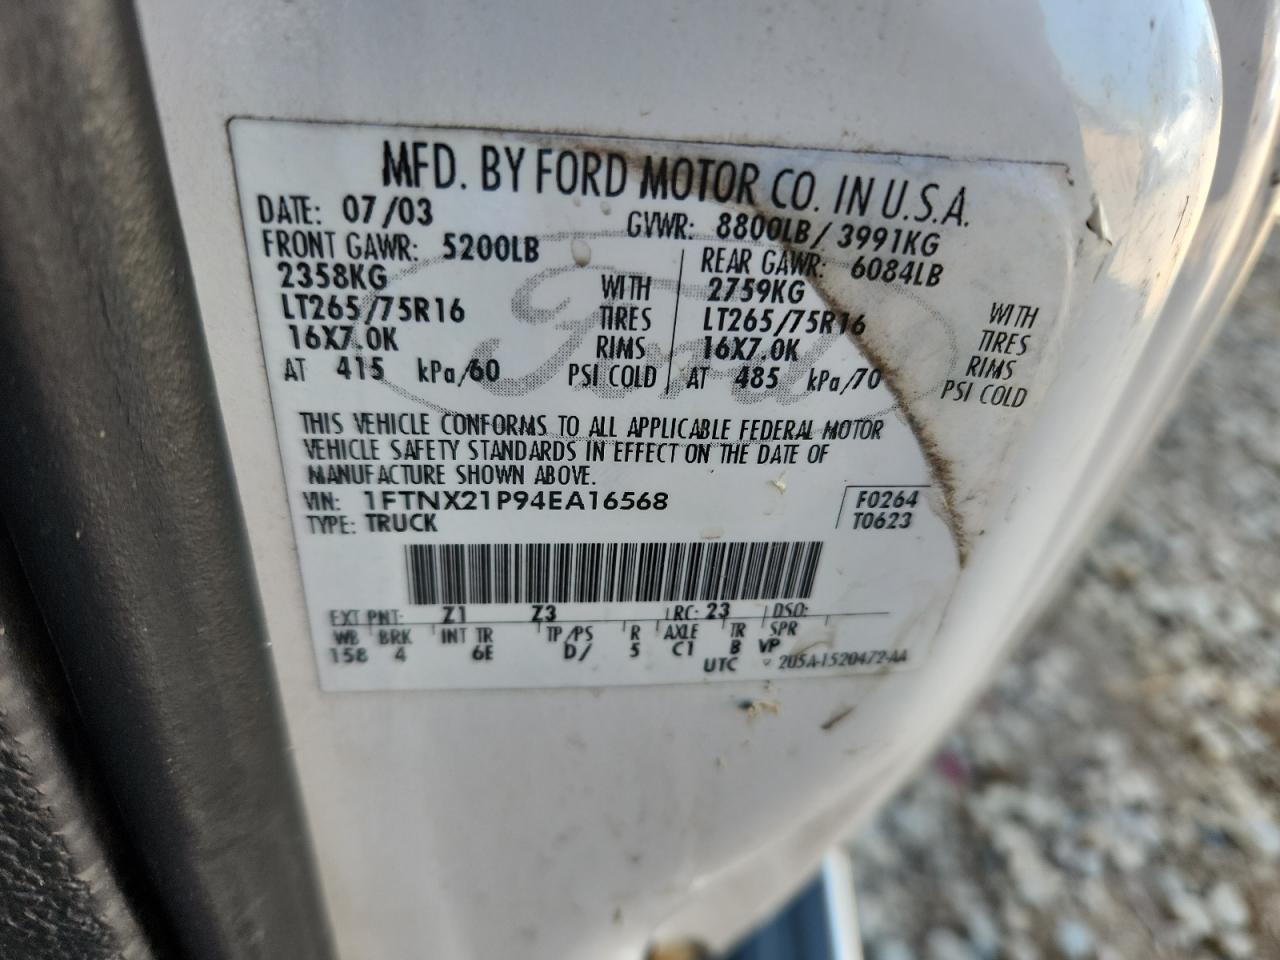 MFD. BY FORD MOTOR CO. IN U.S.A.
DATE: 07/03 GVWR: 8800LB/3991KG
FRONT GAWR: 5200LB REAR GAWR: 6084LB
2358KG WITH 2759KG WITH
LT265/75R16 TIRES LT265/75R16 TIRES
16X7.0K RIMS 16X7.0K RIMS
AT 415 kPa/60 PSI COLD AT 485 kPa/70 PSI COLD
Ford
THIS VEHICLE CONFORMS TO ALL APPLICABLE FEDERAL MOTOR
VEHICLE SAFETY STANDARDS IN EFFECT ON THE DATE OF
MANUFACTURE SHOWN ABOVE.
VIN: 1FTNX21P94EA16568 F0264
TYPE: TRUCK T0623
EXT PNT: Z1 Z3 RC: 23 DSO:
WB BRK INT TR TP/PS R AXLE TR SPR
158 4 6E D/ 5 C1 B VP
UTC 2U5A-1520472-AA